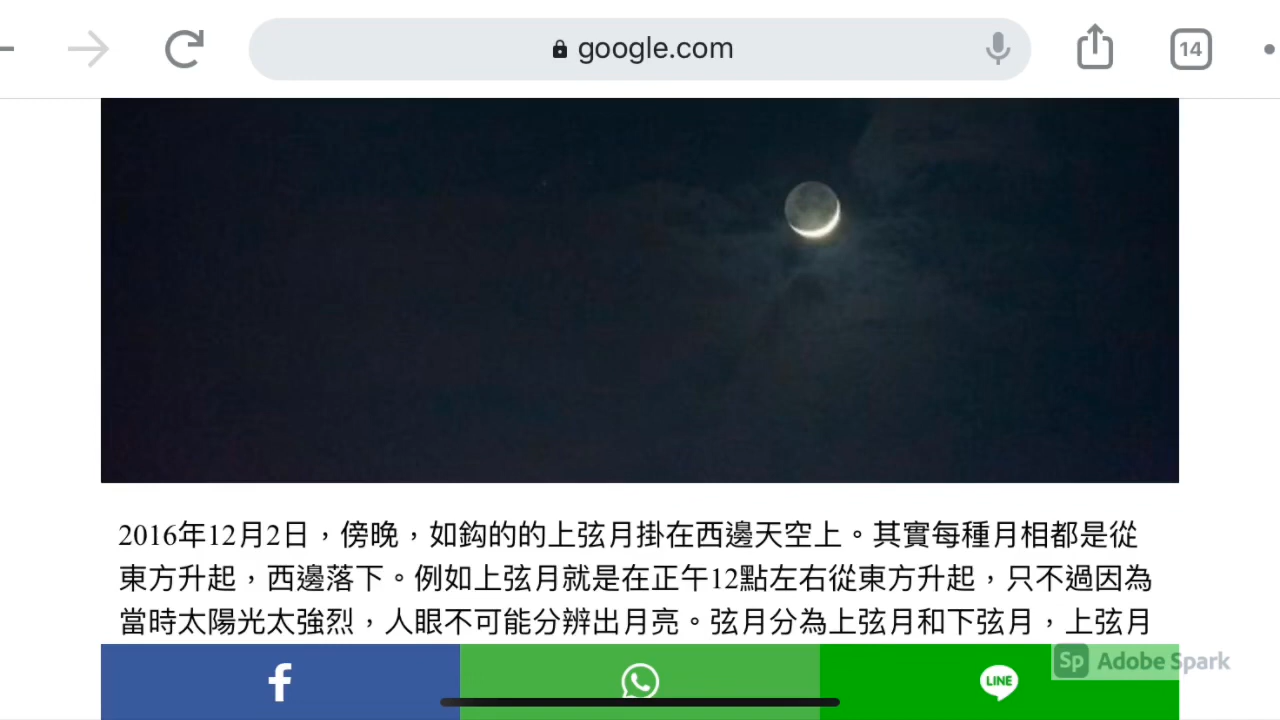 google.com
14
2016年12月2日，傍晚，如鈎的的上弦月掛在西邊天空上。其實每種月相都是從
東方升起，西邊落下。例如上弦月就是在正午12點左右從東方升起，只不過因為
當時太陽光太強烈，人眼不可能分辨出月亮。弦月分為上弦月和下弦月，上弦月
LINE
Sp Adobe Spark